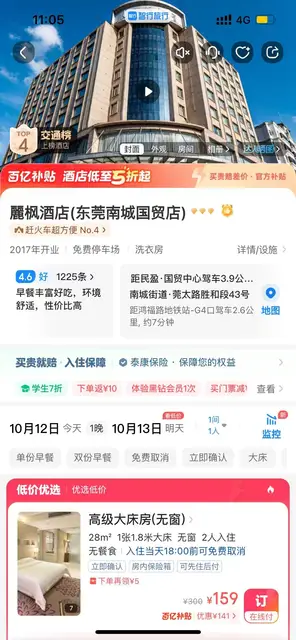 11:05
4G
智行旅行
TOP
4
交通榜
上榜酒店
封面
外观
房间
相册
达人晒图
百亿补贴 酒店低至5折起
买贵赔差价·官方补贴
麗枫酒店(东莞南城国贸店)
赶火车超方便 No.4
2017年开业
免费停车场
洗衣房
详情/设施
4.6 好 1225条
早餐丰富好吃，环境
舒适，性价比高
距民盈·国贸中心驾车3.9公...
南城街道·莞太路胜和段43号
距鸿福路地铁站-G4口驾车2.6公
里, 约7分钟
地图
买贵就赔·入住保障
泰康保险·保障您的权益
学生7折
下单返¥10
体验黑钻会员1次
买门票减
查看
最低价
10月12日 今天 1晚 10月13日 明天
1间
1人
监控
单份早餐
双份早餐
免费取消
立即确认
大床
低价优选 优选低价
高级大床房(无窗)
28m² 1张1.8米大床 无窗 2人入住
无餐食 入住当天18:00前可免费取消
立即确认
房内保险箱
可先住后付
下单再领¥5
7
¥300 ¥159
百亿补贴 优惠¥141
订
在线付